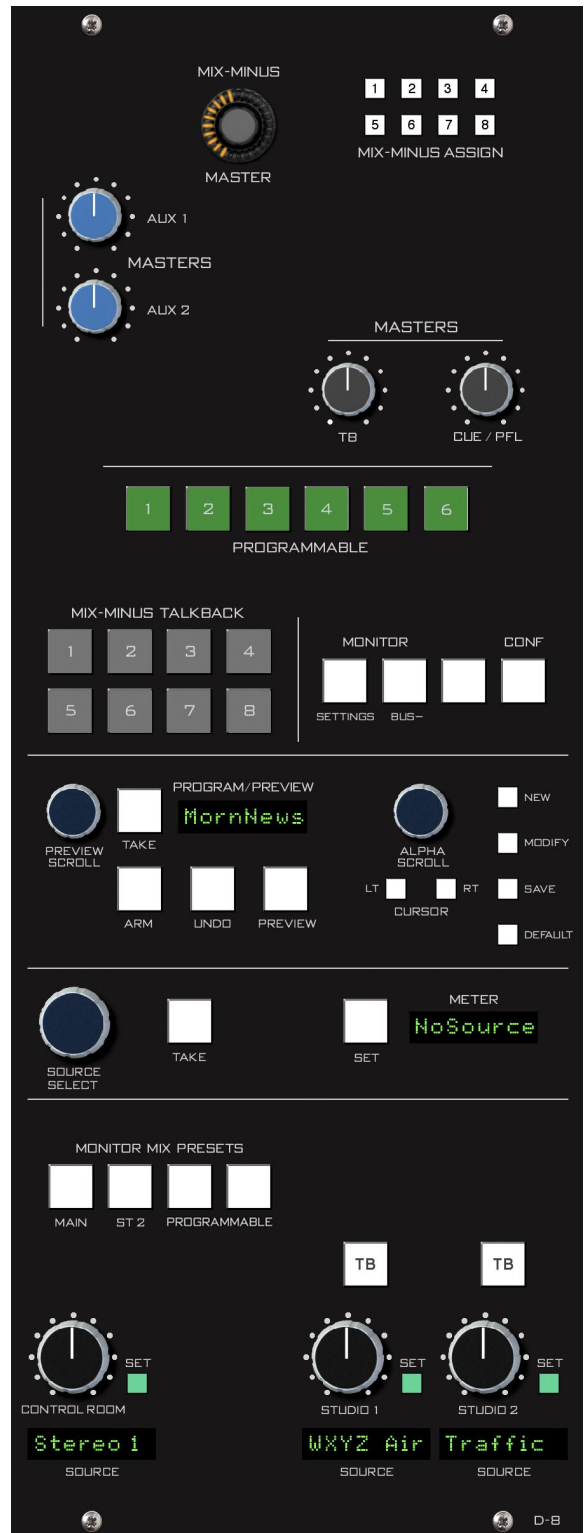 MIX-MINUS
1 2 3 4
5 6 7 8
MIX-MINUS ASSIGN
MASTER
AUX 1
MASTERS
AUX 2
MASTERS
TB CUE / PFL
1 2 3 4 5 6
PROGRAMMABLE
MIX-MINUS TALKBACK
1 2 3 4
5 6 7 8
MONITOR CONF
SETTINGS BUS-
PROGRAM/PREVIEW
MornNews
PREVIEW
SCROLL
TAKE
ARM UNDO PREVIEW
ALPHA
SCROLL
LT RT
CURSOR
NEW
MODIFY
SAVE
DEFAULT
SOURCE
SELECT
TAKE
SET
METER
NoSource
MONITOR MIX PRESETS
MAIN ST 2 PROGRAMMABLE
TB TB
SET SET SET
CONTROL ROOM STUDIO 1 STUDIO 2
Stereo 1 WXYZ Air Traffic
SOURCE SOURCE SOURCE
D-8